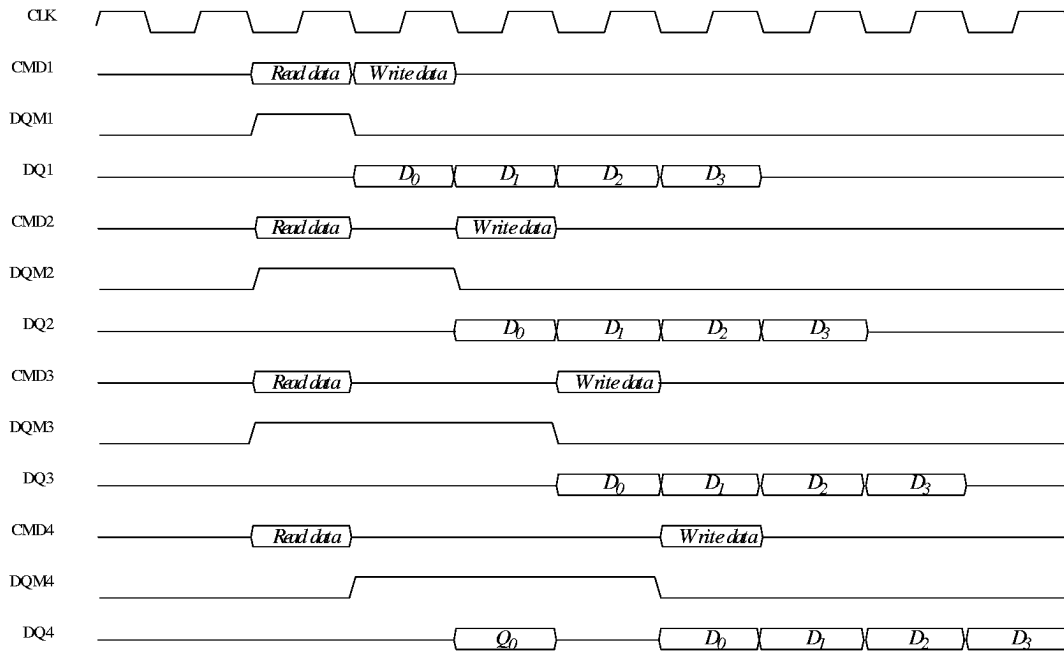 CLK
CMD1 Read data Write data
DQM1
DQ1 D0 D1 D2 D3
CMD2 Read data Write data
DQM2
DQ2 D0 D1 D2 D3
CMD3 Read data Write data
DQM3
DQ3 D0 D1 D2 D3
CMD4 Read data Write data
DQM4
DQ4 Q0 D0 D1 D2 D3